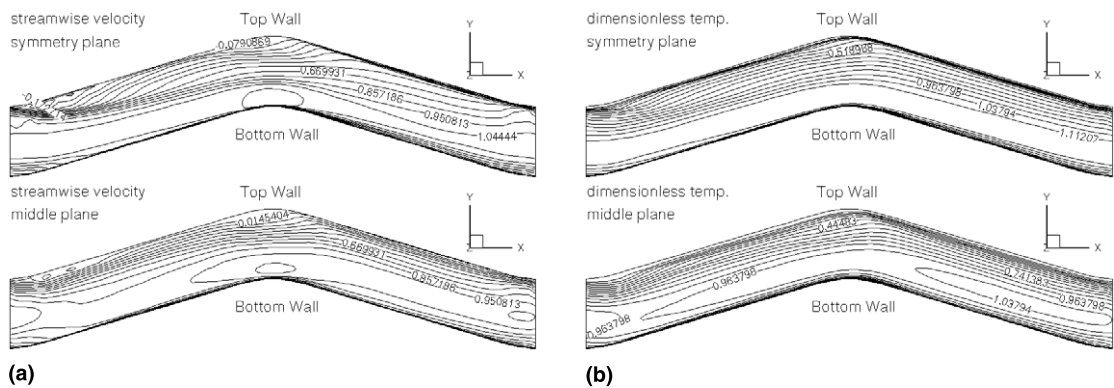 streamwise velocity
symmetry plane
Top Wall
0.0790869
0.669931
0.857186
0.950813
1.04444
Bottom Wall
Y
Z X
streamwise velocity
middle plane
Top Wall
0.0145404
0.669931
0.857186
0.950813
Bottom Wall
Y
Z X
(a)
dimensionless temp.
symmetry plane
Top Wall
0.518968
0.963798
1.03794
1.11207
Bottom Wall
Y
Z X
dimensionless temp.
middle plane
Top Wall
0.44483
0.741383
0.963798
0.963798
1.03794
0.963798
Bottom Wall
Y
Z X
(b)